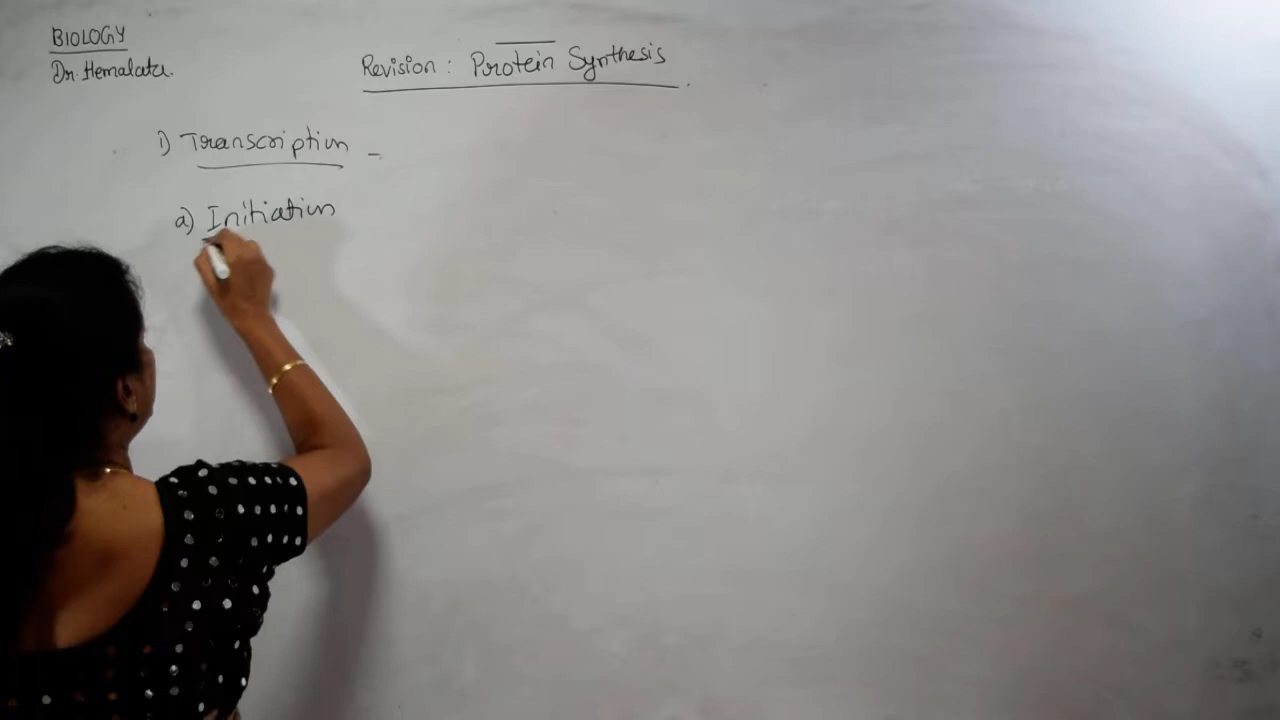 BIOLOGY
Dr. Hemalata.
Revision : Protein Synthesis
1) Transcription -
a) Initiation